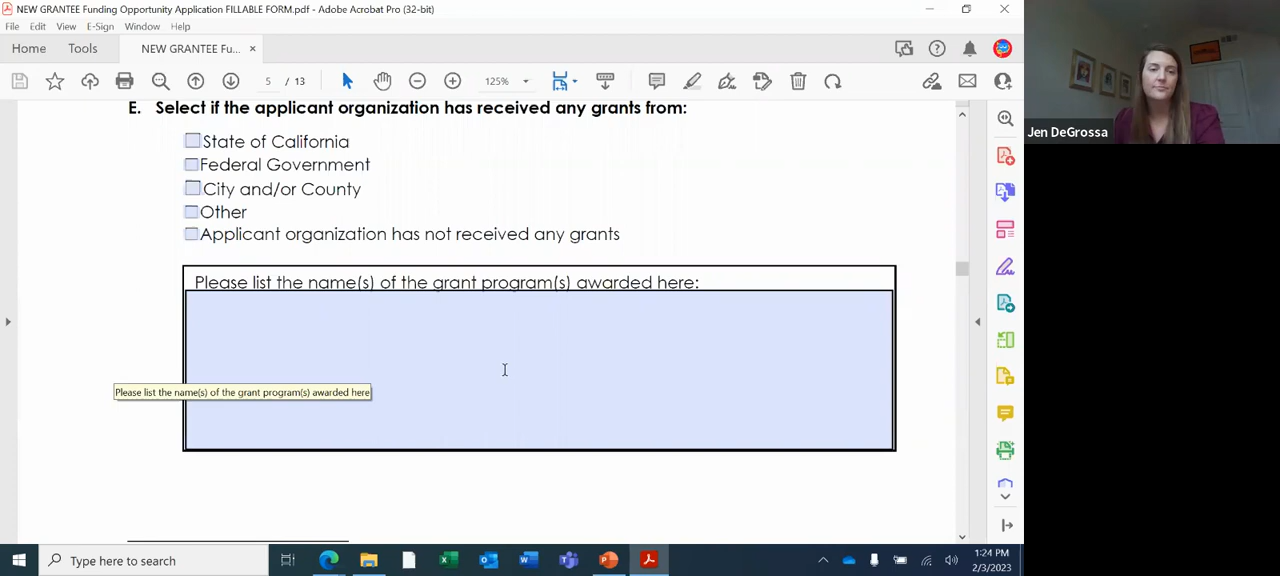 NEW GRANTEE Funding Opportunity Application FILLABLE FORM.pdf - Adobe Acrobat Pro (32-bit)
File Edit View E-Sign Window Help
Home Tools NEW GRANTEE Fu... ×
5 / 13 125%
E. Select if the applicant organization has received any grants from:
State of California
Federal Government
City and/or County
Other
Applicant organization has not received any grants
Please list the name(s) of the grant program(s) awarded here:
Please list the name(s) of the grant program(s) awarded here
Jen DeGrossa
Type here to search
1:24 PM
2/3/2023